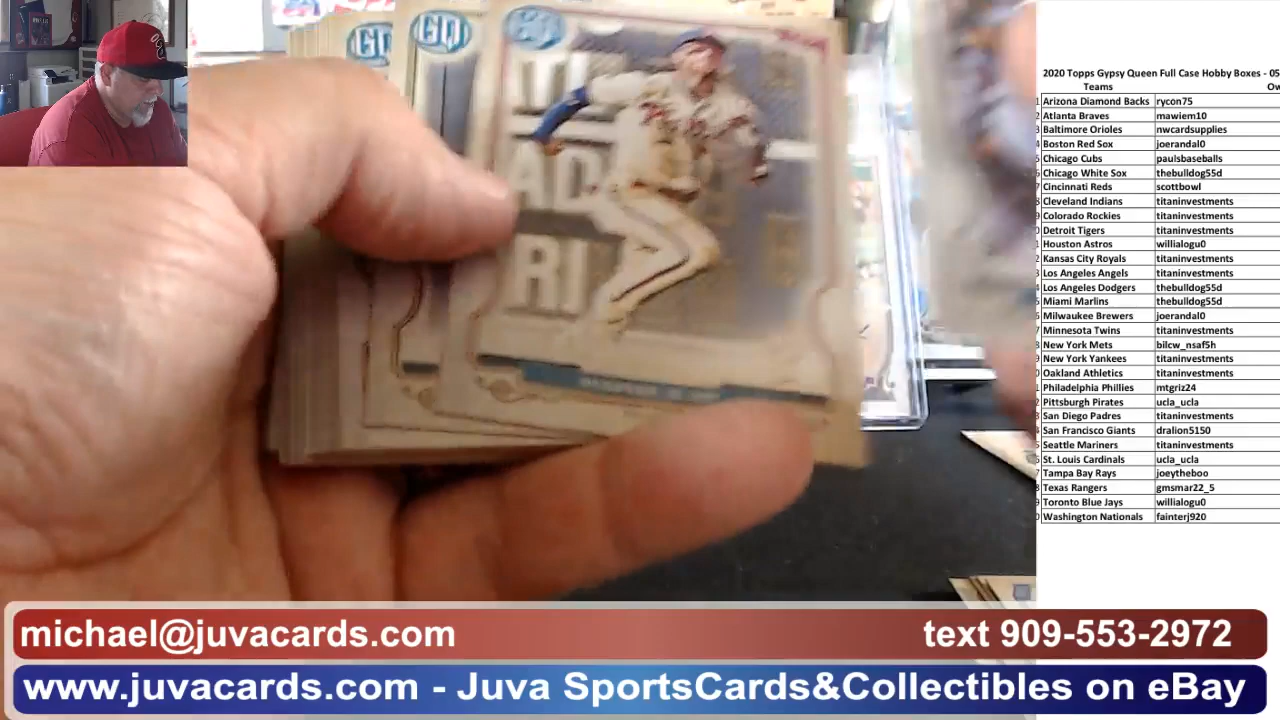 GQ
GQ
2020 Topps Gypsy Queen Full Case Hobby Boxes - 05
Teams Ow
Arizona Diamond Backs rycon75
Atlanta Braves mawiem10
Baltimore Orioles nwcardsupplies
Boston Red Sox joerandal0
Chicago Cubs paulsbaseballs
Chicago White Sox thebulldog55d
Cincinnati Reds scottbowl
Cleveland Indians titaninvestments
Colorado Rockies titaninvestments
Detroit Tigers titaninvestments
Houston Astros willialogu0
Kansas City Royals titaninvestments
Los Angeles Angels titaninvestments
Los Angeles Dodgers thebulldog55d
Miami Marlins thebulldog55d
Milwaukee Brewers joerandal0
Minnesota Twins titaninvestments
New York Mets bilcw_nsaf5h
New York Yankees titaninvestments
Oakland Athletics titaninvestments
Philadelphia Phillies mtgriz24
Pittsburgh Pirates ucla_ucla
San Diego Padres titaninvestments
San Francisco Giants dralion5150
Seattle Mariners titaninvestments
St. Louis Cardinals ucla_ucla
Tampa Bay Rays joeytheboo
Texas Rangers gmsmar22_5
Toronto Blue Jays willialogu0
Washington Nationals fainterj920
michael@juvacards.com text 909-553-2972
www.juvacards.com - Juva SportsCards&Collectibles on eBay